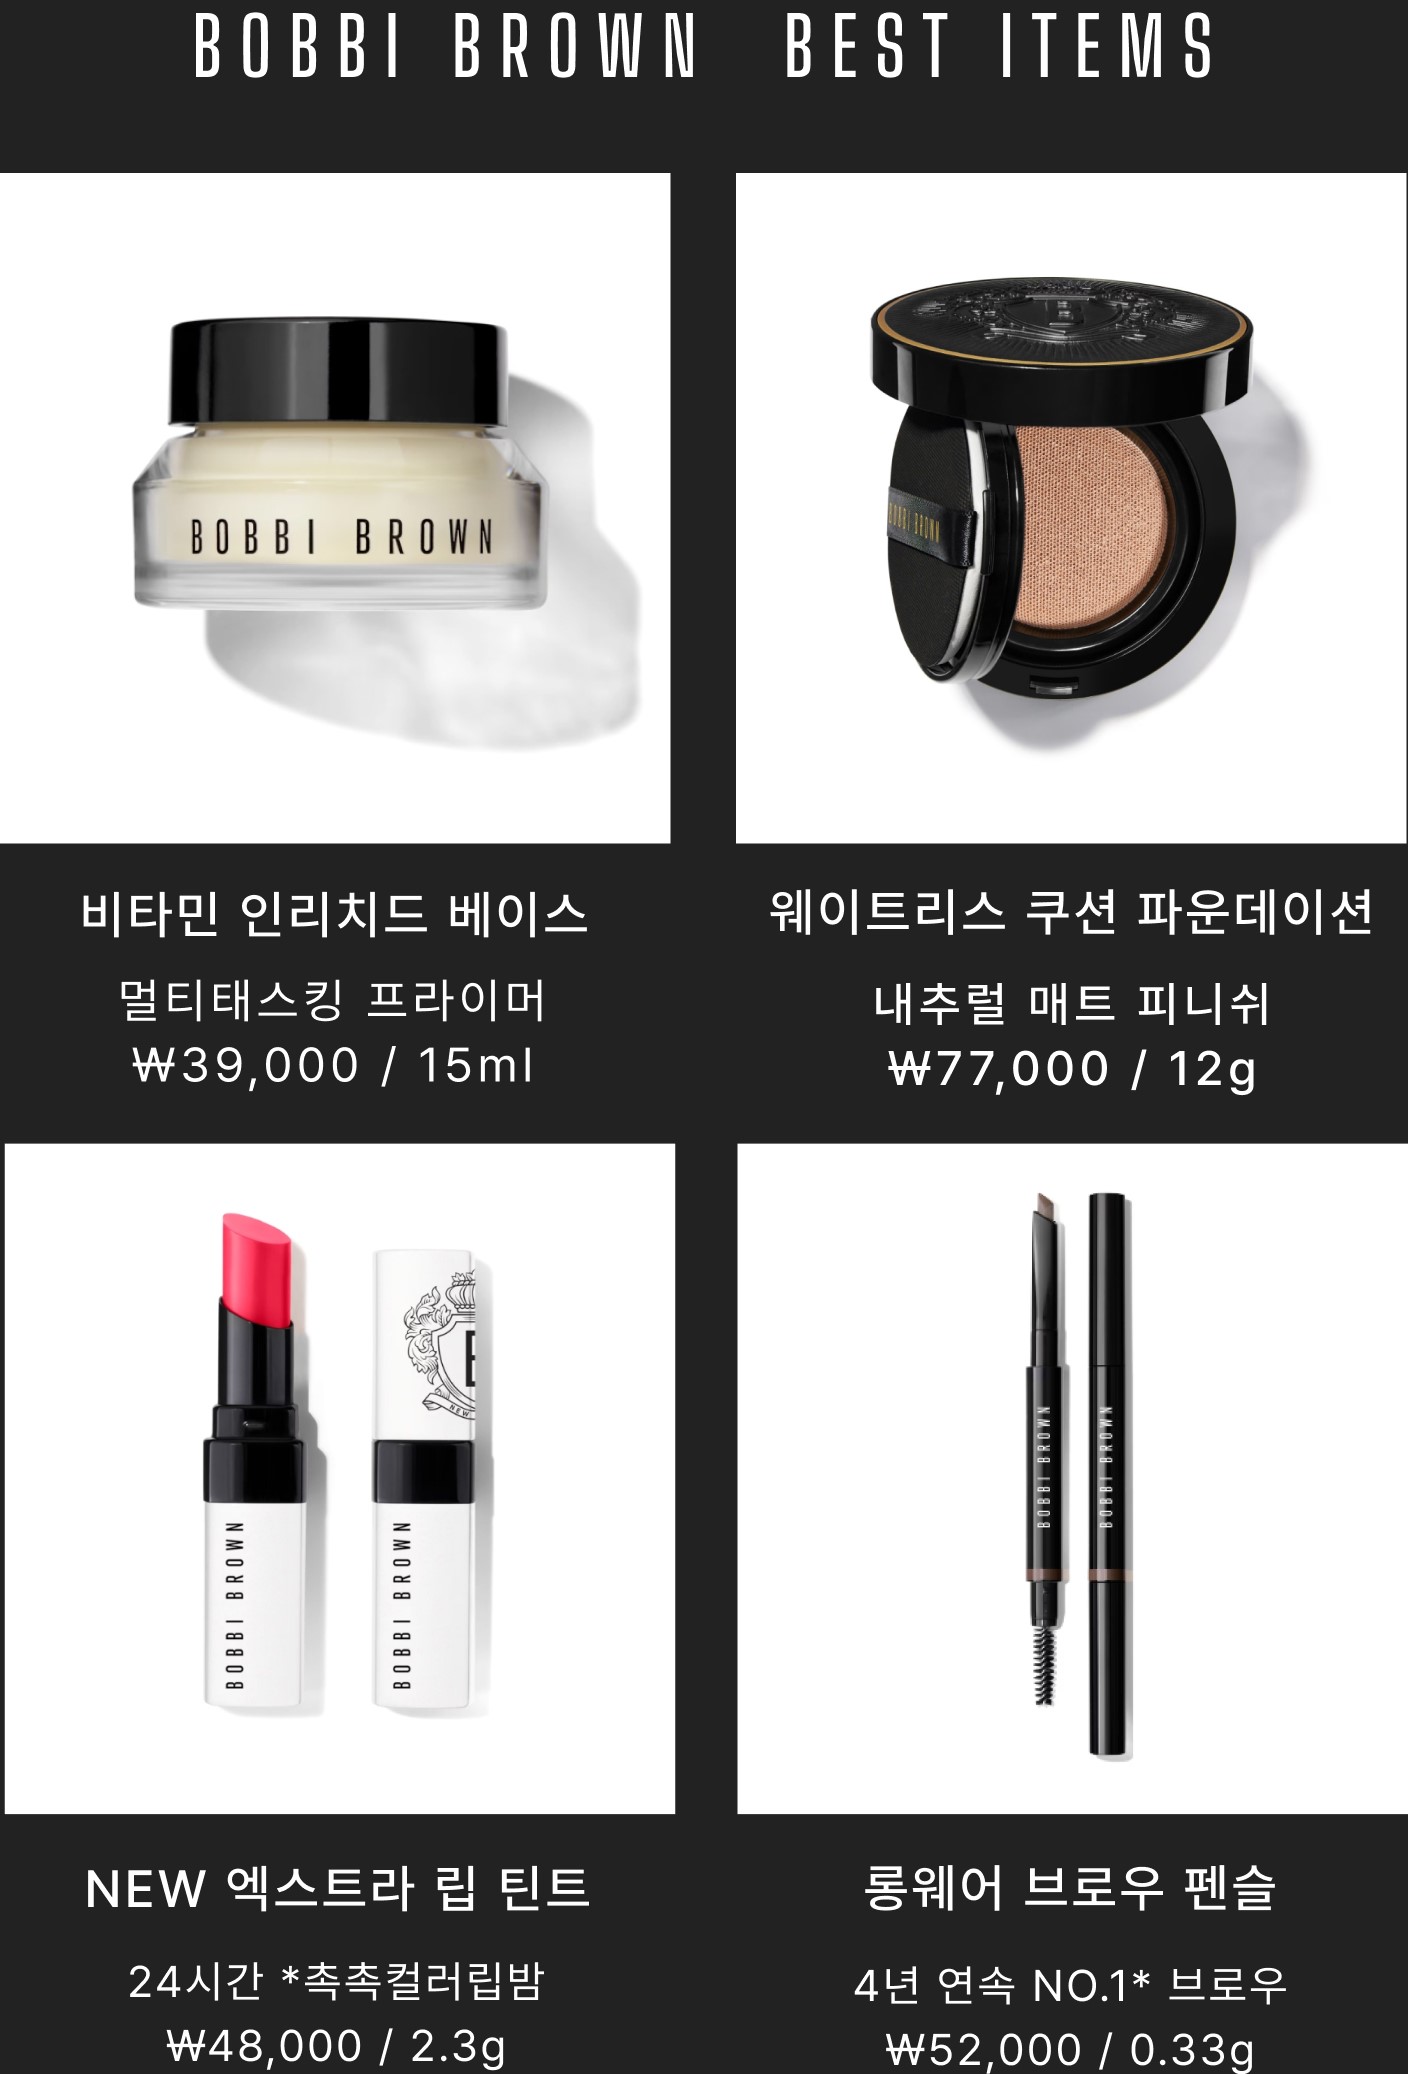 BOBBI BROWN BEST ITEMS
BOBBI BROWN
BOBBI BROWN
비타민 인리치드 베이스
멀티태스킹 프라이머
₩39,000 / 15ml
웨이트리스 쿠션 파운데이션
내추럴 매트 피니쉬
₩77,000 / 12g
BOBBI BROWN
NEW
BOBBI BROWN
BOBBI BROWN
BOBBI BROWN
NEW 엑스트라 립 틴트
24시간 *촉촉컬러립밤
₩48,000 / 2.3g
롱웨어 브로우 펜슬
4년 연속 NO.1* 브로우
₩52,000 / 0.33g